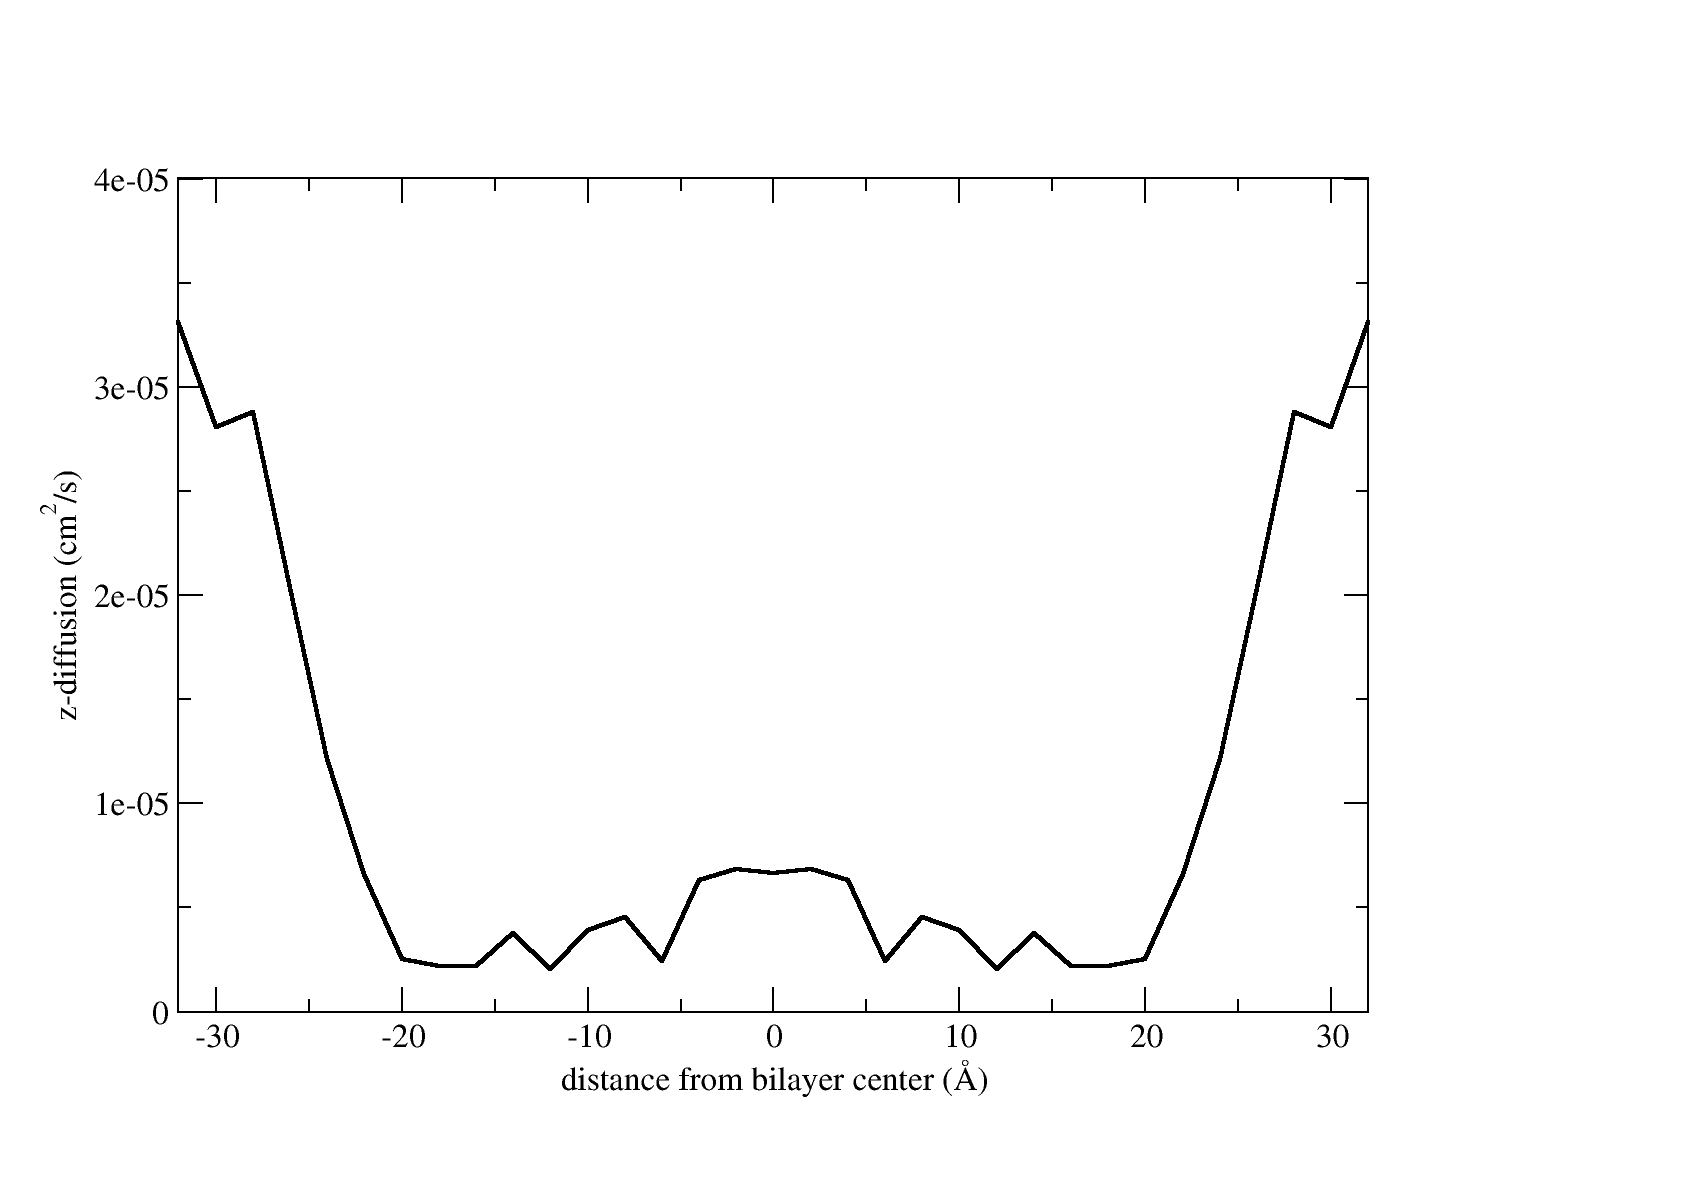 4e-05
3e-05
2e-05
1e-05
0
z-diffusion (cm²/s)
-30 -20 -10 0 10 20 30
distance from bilayer center (Å)